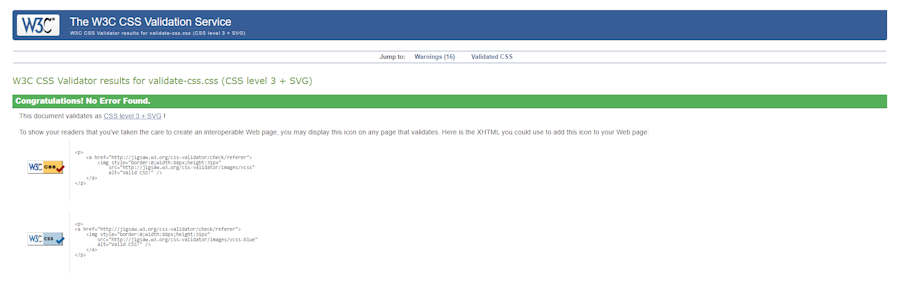 W3C® The W3C CSS Validation Service
W3C CSS Validator results for validate-css.css (CSS level 3 + SVG)
Jump to: Warnings (16) Validated CSS
W3C CSS Validator results for validate-css.css (CSS level 3 + SVG)
Congratulations! No Error Found.
This document validates as CSS level 3 + SVG !
To show your readers that you've taken the care to create an interoperable Web page, you may display this icon on any page that validates. Here is the XHTML you could use to add this icon to your Web page:
W3C css
<p>
<a href="http://jigsaw.w3.org/css-validator/check/referer">
<img style="border:0;width:88px;height:31px"
src="http://jigsaw.w3.org/css-validator/images/vcss"
alt="Valid CSS!" />
</a>
</p>
W3C css
<p>
<a href="http://jigsaw.w3.org/css-validator/check/referer">
<img style="border:0;width:88px;height:31px"
src="http://jigsaw.w3.org/css-validator/images/vcss-blue"
alt="Valid CSS!" />
</a>
</p>